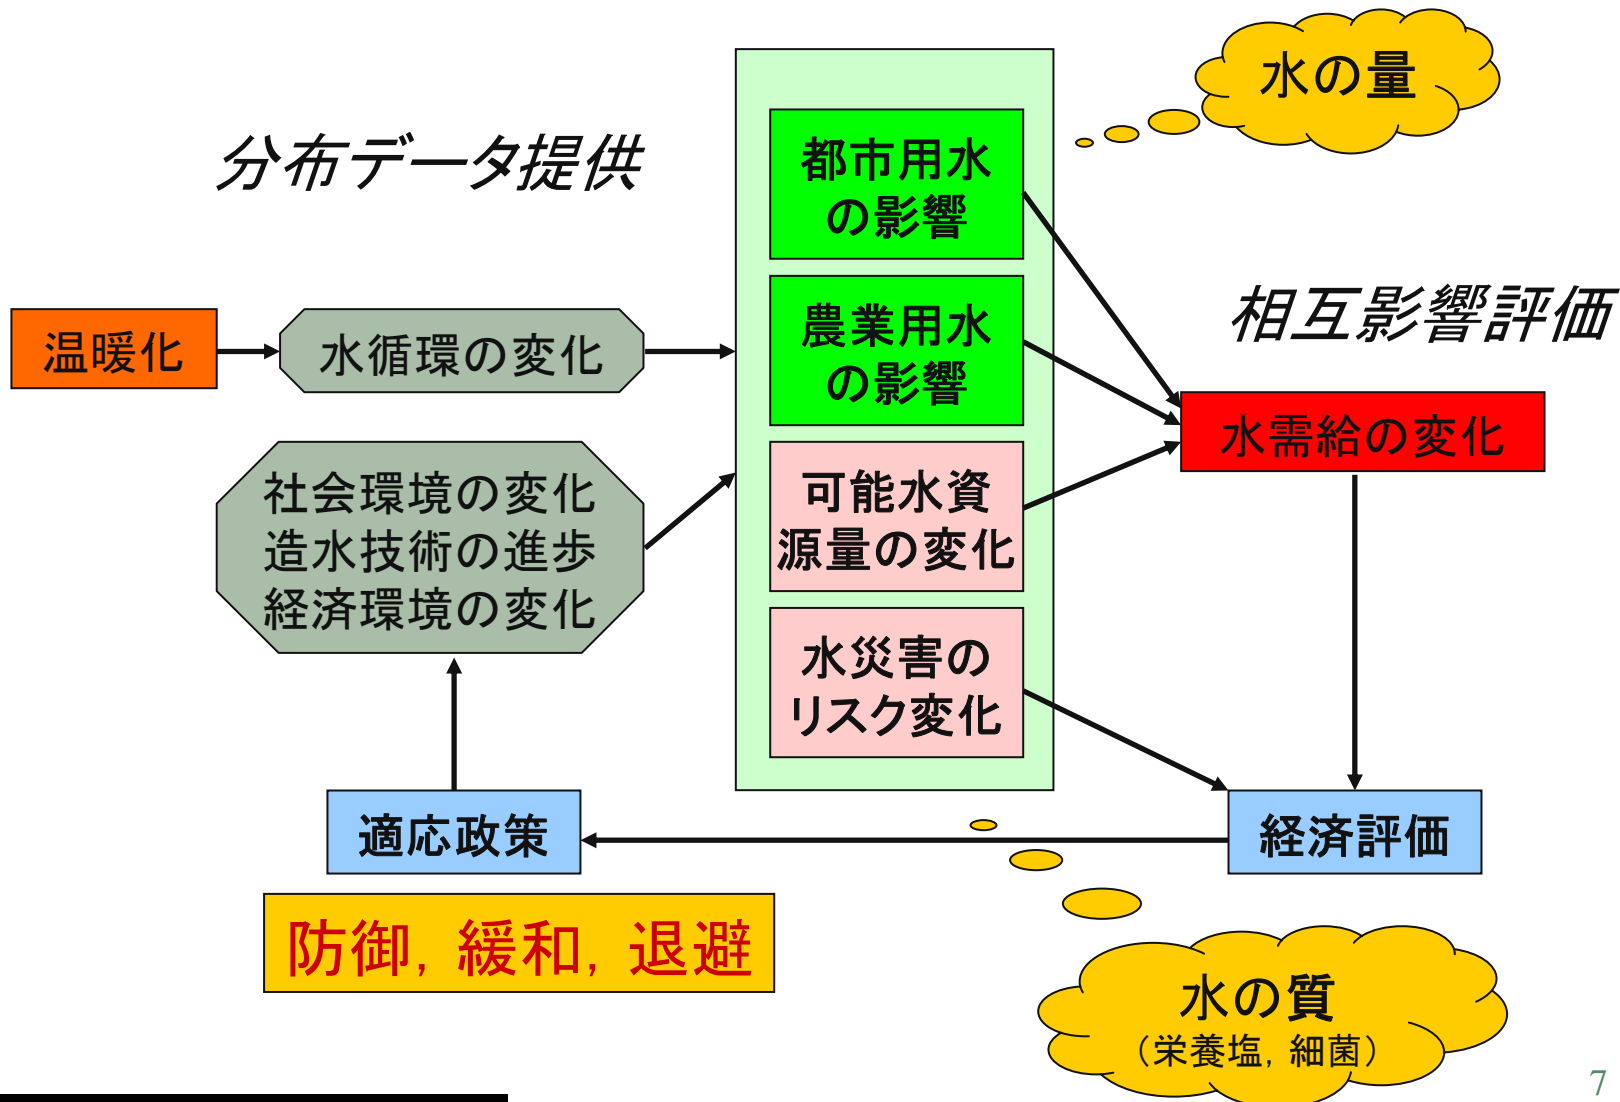 水の量
分布データ提供
都市用水
の影響
相互影響評価
温暖化
水循環の変化
農業用水
の影響
水需給の変化
社会環境の変化
造水技術の進歩
経済環境の変化
可能水資
源量の変化
水災害の
リスク変化
適応政策
経済評価
防御, 緩和, 退避
水の質
（栄養塩, 細菌）
7